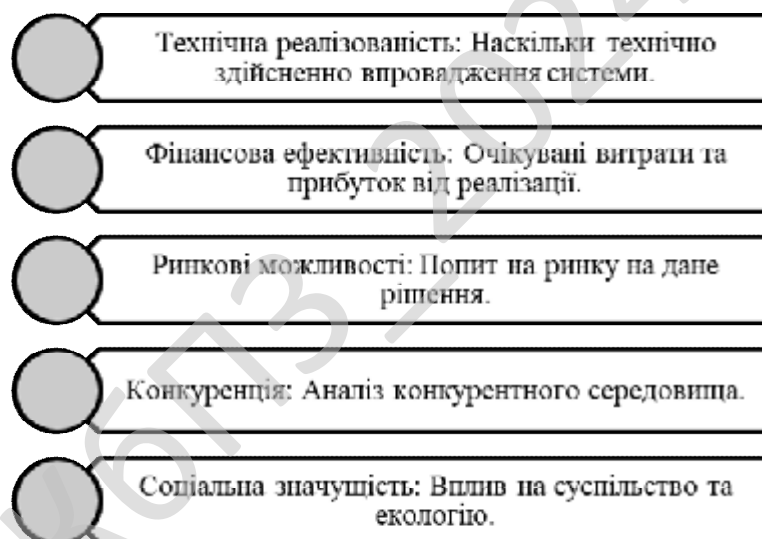 Технічна реалізованість: Наскільки технічно
здійсненно впровадження системи.
Фінансова ефективність: Очікувані витрати та
прибуток від реалізації.
Ринкові можливості: Попит на ринку на дане
рішення.
Конкуренція: Аналіз конкурентного середовища.
Соціальна значущість: Вплив на суспільство та
екологію.